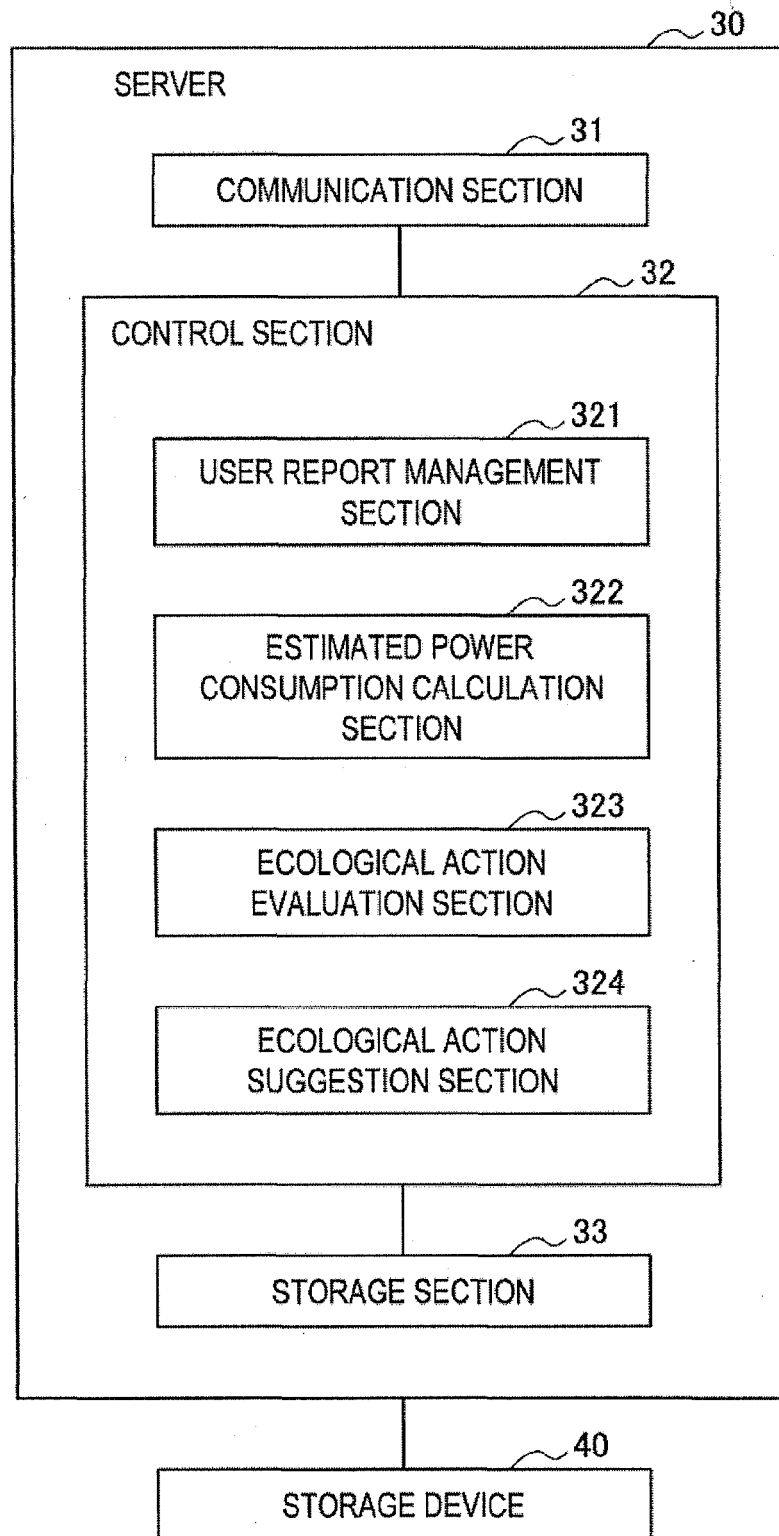 30
SERVER
31
COMMUNICATION SECTION
32
CONTROL SECTION
321
USER REPORT MANAGEMENT
SECTION
322
ESTIMATED POWER
CONSUMPTION CALCULATION
SECTION
323
ECOLOGICAL ACTION
EVALUATION SECTION
324
ECOLOGICAL ACTION
SUGGESTION SECTION
33
STORAGE SECTION
40
STORAGE DEVICE